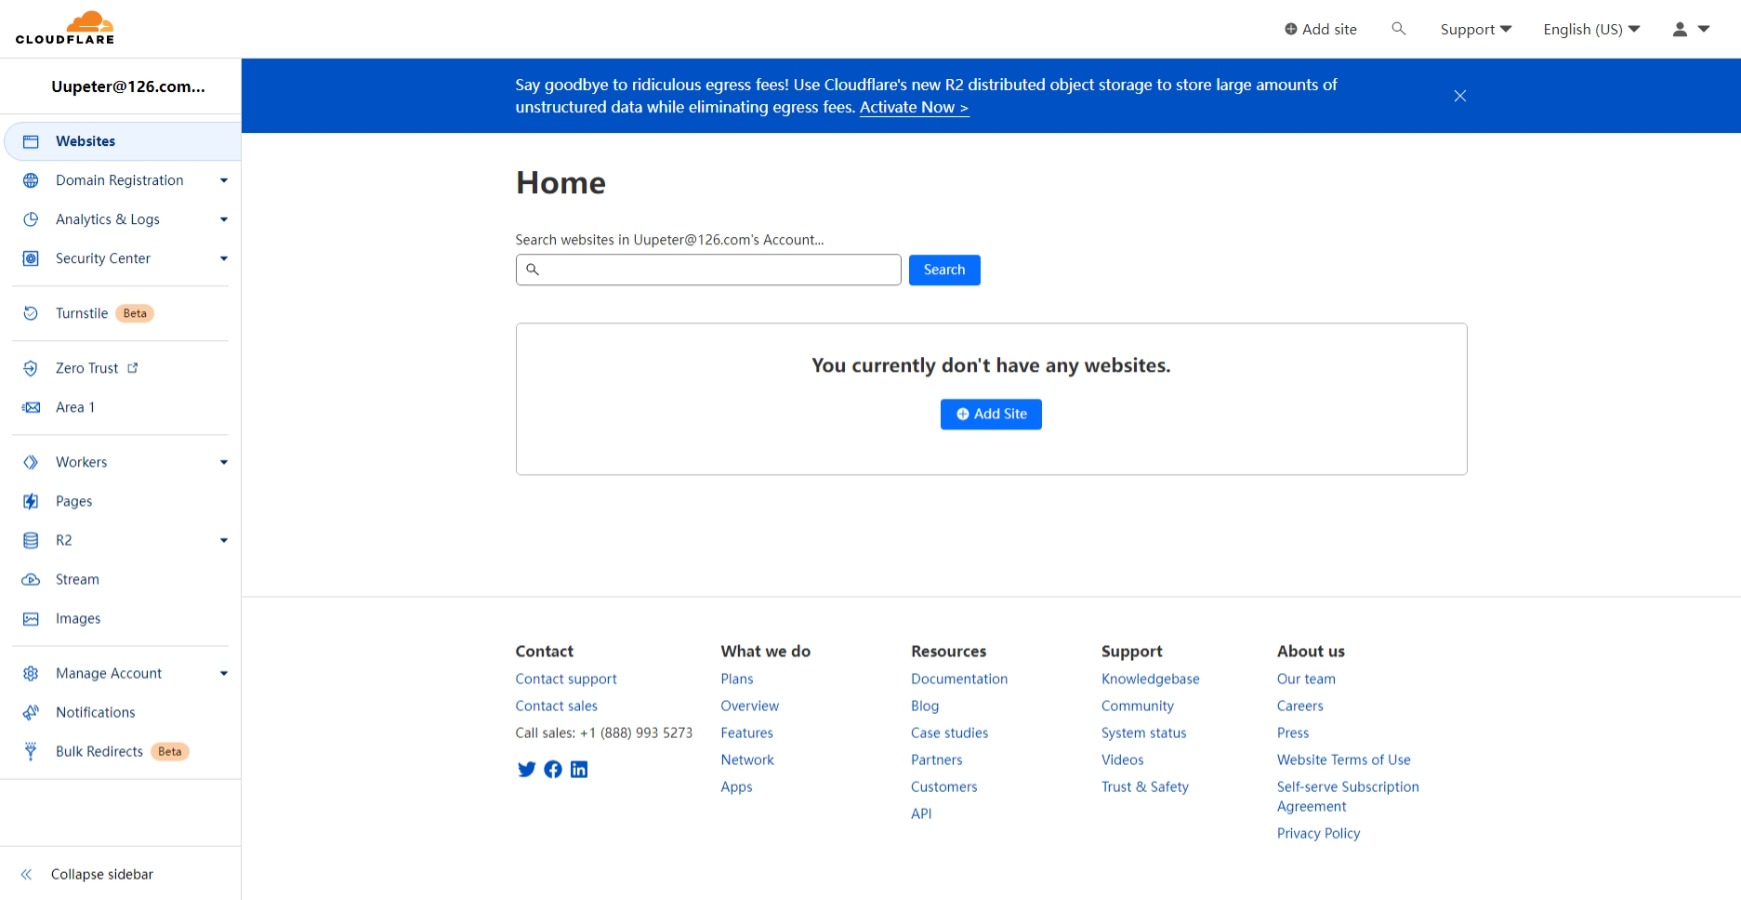 CLOUDFLARE
Add site
Support
English (US)
Uupeter@126.com...
Websites
Domain Registration
Analytics & Logs
Security Center
Turnstile Beta
Zero Trust
Area 1
Workers
Pages
R2
Stream
Images
Manage Account
Notifications
Bulk Redirects Beta
Collapse sidebar
Say goodbye to ridiculous egress fees! Use Cloudflare's new R2 distributed object storage to store large amounts of
unstructured data while eliminating egress fees. Activate Now >
Home
Search websites in Uupeter@126.com's Account...
Search
You currently don't have any websites.
Add Site
Contact
Contact support
Contact sales
Call sales: +1 (888) 993 5273
What we do
Plans
Overview
Features
Network
Apps
Resources
Documentation
Blog
Case studies
Partners
Customers
API
Support
Knowledgebase
Community
System status
Videos
Trust & Safety
About us
Our team
Careers
Press
Website Terms of Use
Self-serve Subscription
Agreement
Privacy Policy